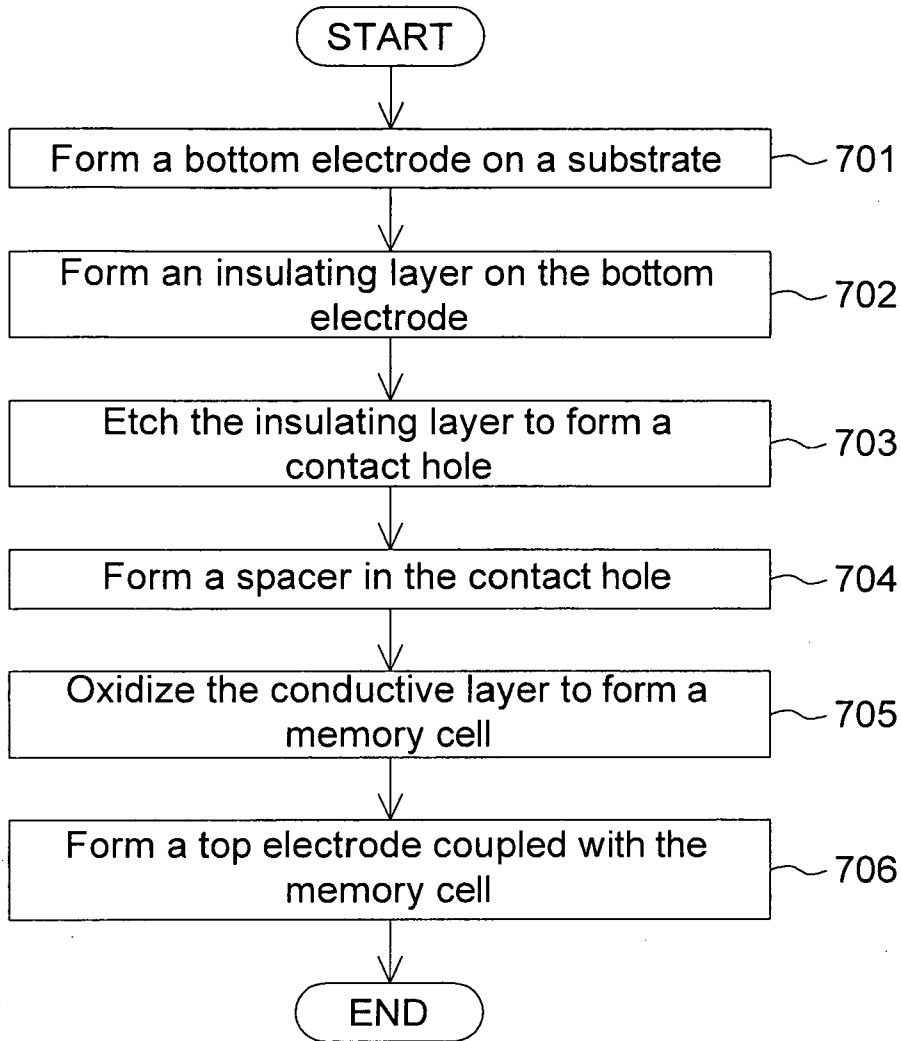 START
Form a bottom electrode on a substrate
701
Form an insulating layer on the bottom
electrode
702
Etch the insulating layer to form a
contact hole
703
Form a spacer in the contact hole
704
Oxidize the conductive layer to form a
memory cell
705
Form a top electrode coupled with the
memory cell
706
END